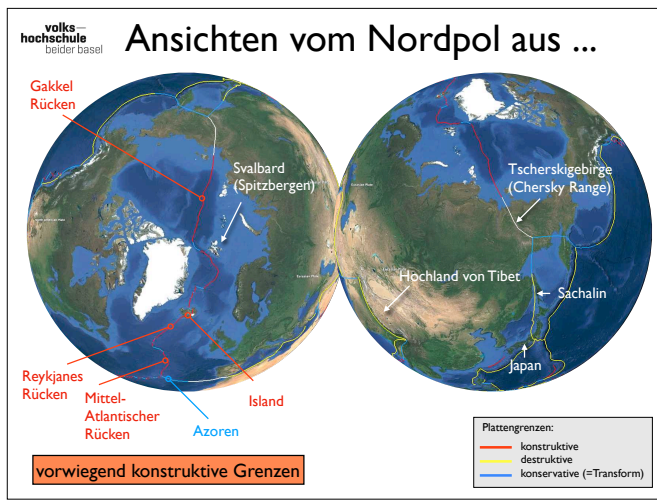 volks—
hochschule
beider basel
Ansichten vom Nordpol aus ...
Gakkel
Rücken
Svalbard
(Spitzbergen)
Tscherskigebirge
(Chersky Range)
Hochland von Tibet
Sachalin
Japan
Reykjanes
Rücken
Mittel-
Atlantischer
Rücken
Azoren
Island
vorwiegend konstruktive Grenzen
Plattengrenzen:
konstruktive
destruktive
konservative (=Transform)